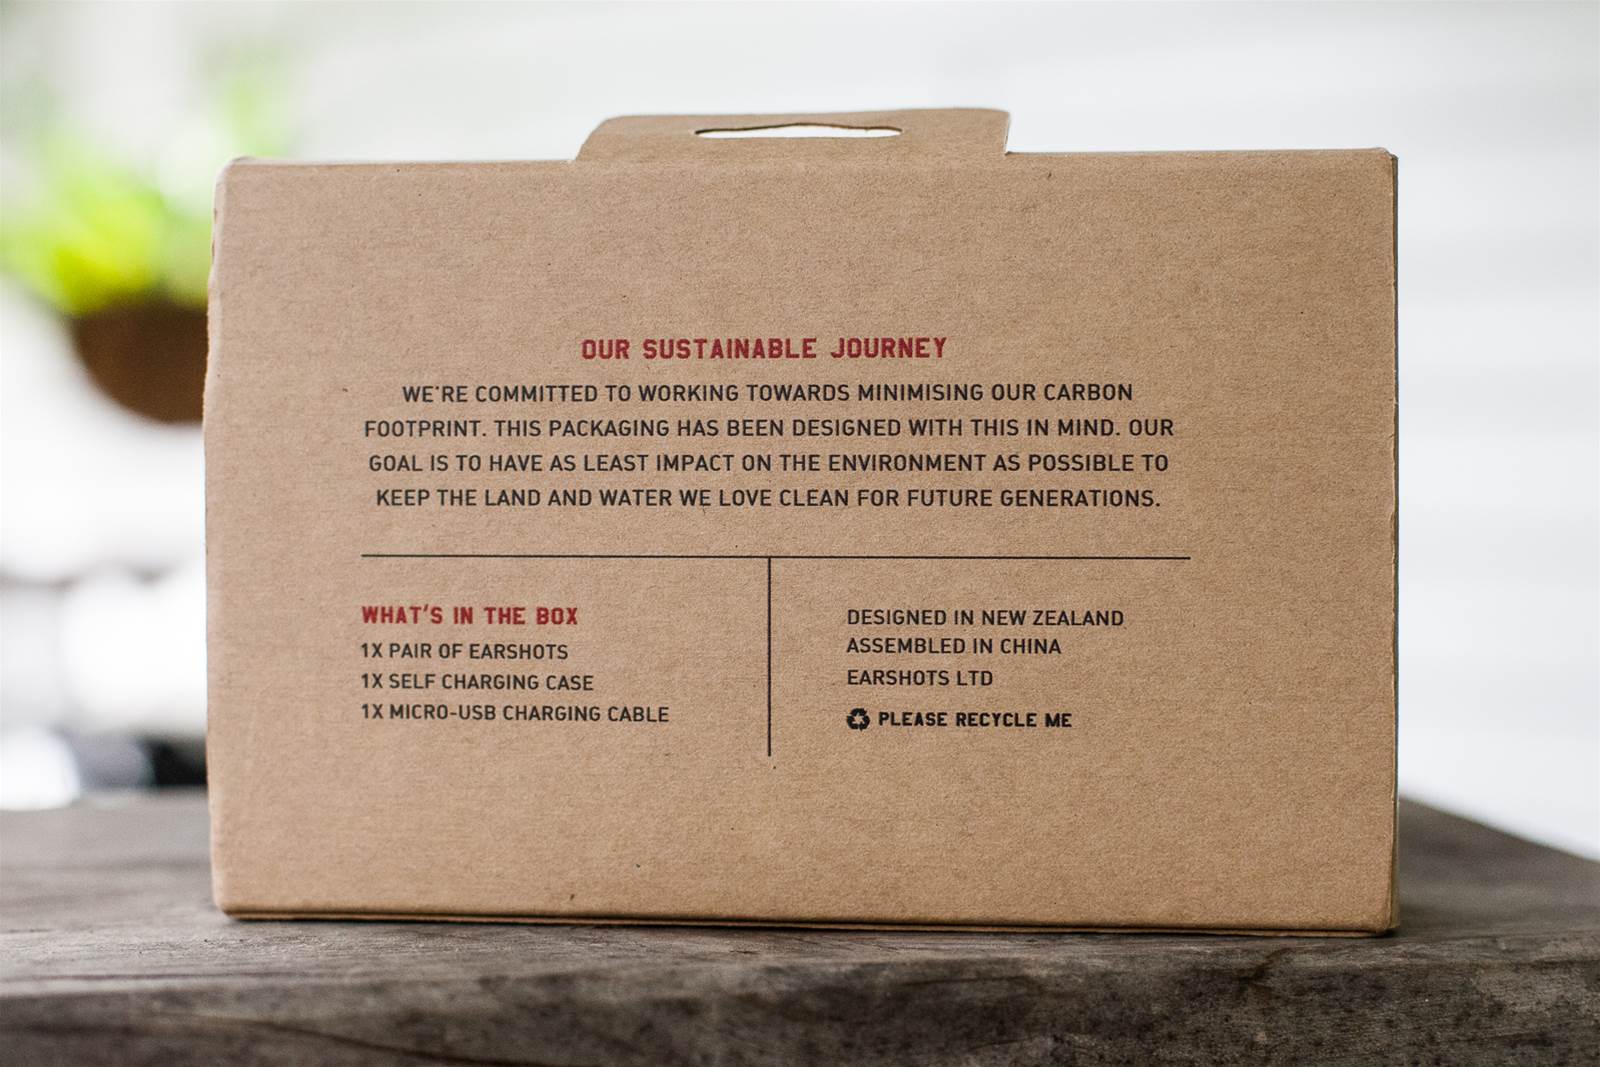 OUR SUSTAINABLE JOURNEY
WE'RE COMMITTED TO WORKING TOWARDS MINIMISING OUR CARBON
FOOTPRINT. THIS PACKAGING HAS BEEN DESIGNED WITH THIS IN MIND. OUR
GOAL IS TO HAVE AS LEAST IMPACT ON THE ENVIRONMENT AS POSSIBLE TO
KEEP THE LAND AND WATER WE LOVE CLEAN FOR FUTURE GENERATIONS.
WHAT'S IN THE BOX
1X PAIR OF EARSHOTS
1X SELF CHARGING CASE
1X MICRO-USB CHARGING CABLE
DESIGNED IN NEW ZEALAND
ASSEMBLED IN CHINA
EARSHOTS LTD
PLEASE RECYCLE ME